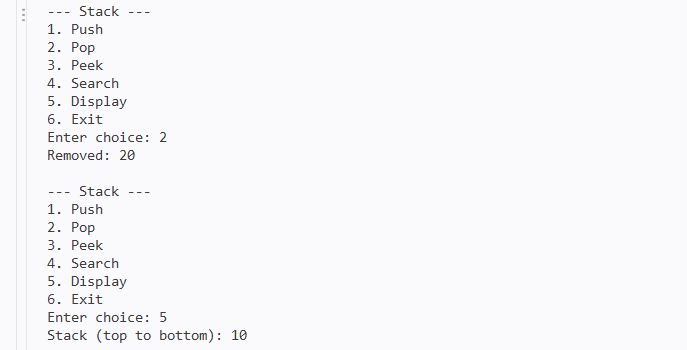 --- Stack ---
1. Push
2. Pop
3. Peek
4. Search
5. Display
6. Exit
Enter choice: 2
Removed: 20

--- Stack ---
1. Push
2. Pop
3. Peek
4. Search
5. Display
6. Exit
Enter choice: 5
Stack (top to bottom): 10